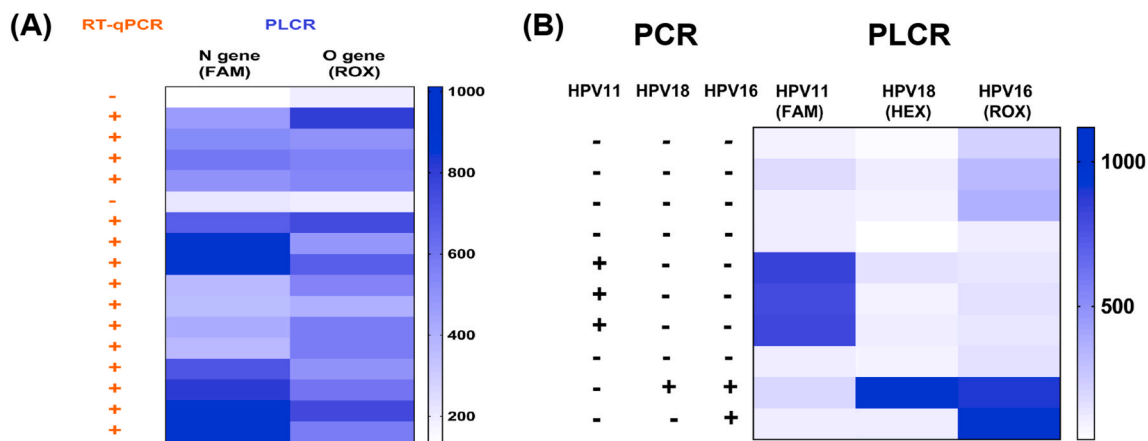 (A)
RT-qPCR PLCR
N gene O gene
(FAM) (ROX)
-
+
+
+
+
-
+
+
+
+
+
+
+
+
+
+
+
1000
800
600
400
200
(B)
PCR PLCR
HPV11 HPV18 HPV16 HPV11 HPV18 HPV16
(FAM) (HEX) (ROX)
- - -
- - -
- - -
- - -
+ - -
+ - -
+ - -
- - -
- + +
- - +
1000
500